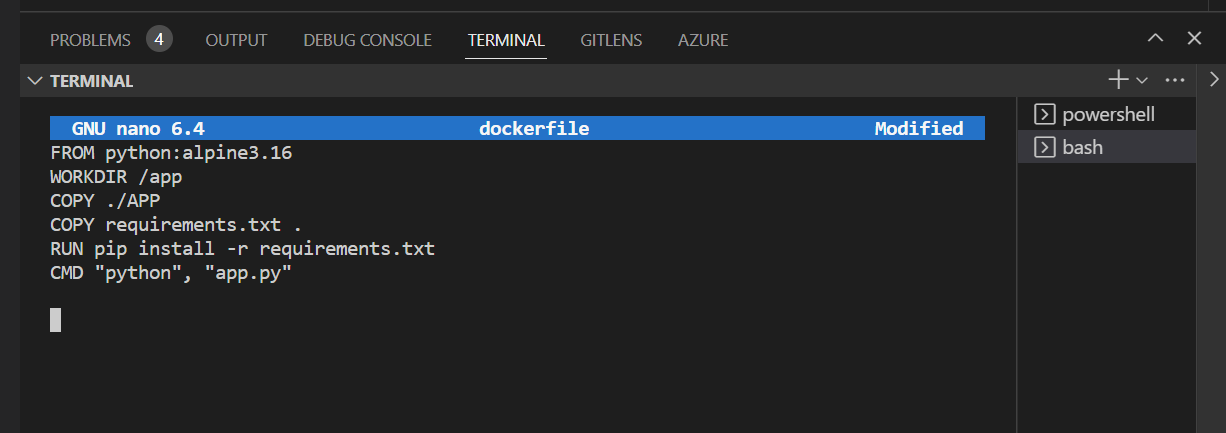 PROBLEMS 4 OUTPUT DEBUG CONSOLE TERMINAL GITLENS AZURE
TERMINAL
GNU nano 6.4 dockerfile Modified
FROM python:alpine3.16
WORKDIR /app
COPY ./APP
COPY requirements.txt .
RUN pip install -r requirements.txt
CMD "python", "app.py"
powershell
bash